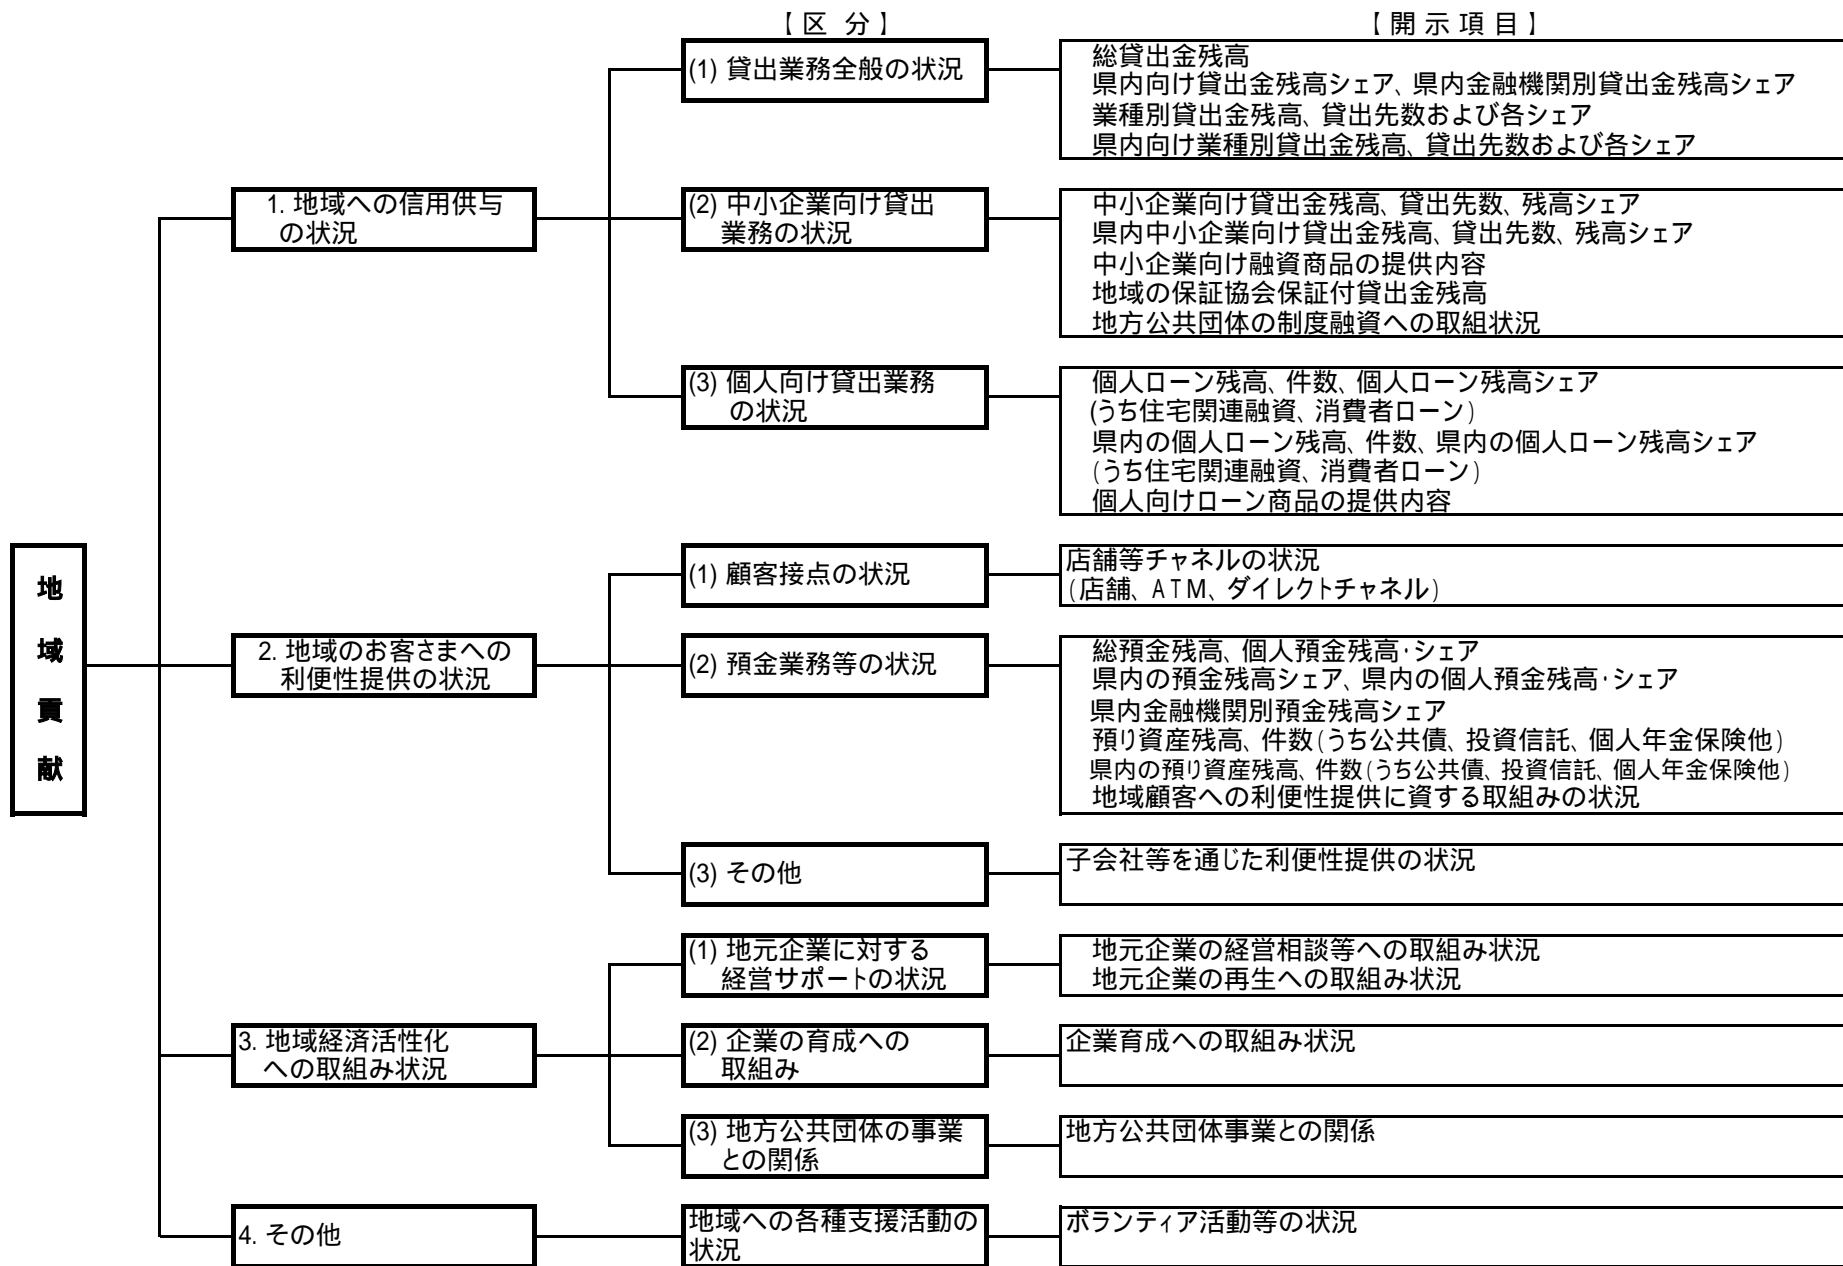 【 区 分 】
【 開 示 項 目 】
(1) 貸出業務全般の状況
総貸出金残高
県内向け貸出金残高シェア、県内金融機関別貸出金残高シェア
業種別貸出金残高、貸出先数および各シェア
県内向け業種別貸出金残高、貸出先数および各シェア
1. 地域への信用供与
の状況
(2) 中小企業向け貸出
業務の状況
中小企業向け貸出金残高、貸出先数、残高シェア
県内中小企業向け貸出金残高、貸出先数、残高シェア
中小企業向け融資商品の提供内容
地域の保証協会保証付貸出金残高
地方公共団体の制度融資への取組状況
(3) 個人向け貸出業務
の状況
個人ローン残高、件数、個人ローン残高シェア
(うち住宅関連融資、消費者ローン)
県内の個人ローン残高、件数、県内の個人ローン残高シェア
(うち住宅関連融資、消費者ローン)
個人向けローン商品の提供内容
地
域
貢
献
(1) 顧客接点の状況
店舗等チャネルの状況
(店舗、ATM、ダイレクトチャネル)
2. 地域のお客さまへの
利便性提供の状況
(2) 預金業務等の状況
総預金残高、個人預金残高・シェア
県内の預金残高シェア、県内の個人預金残高・シェア
県内金融機関別預金残高シェア
預り資産残高、件数(うち公共債、投資信託、個人年金保険他)
県内の預り資産残高、件数(うち公共債、投資信託、個人年金保険他)
地域顧客への利便性提供に資する取組みの状況
(3) その他
子会社等を通じた利便性提供の状況
(1) 地元企業に対する
経営サポートの状況
地元企業の経営相談等への取組み状況
地元企業の再生への取組み状況
3. 地域経済活性化
への取組み状況
(2) 企業の育成への
取組み
企業育成への取組み状況
(3) 地方公共団体の事業
との関係
地方公共団体事業との関係
4. その他
地域への各種支援活動の
状況
ボランティア活動等の状況